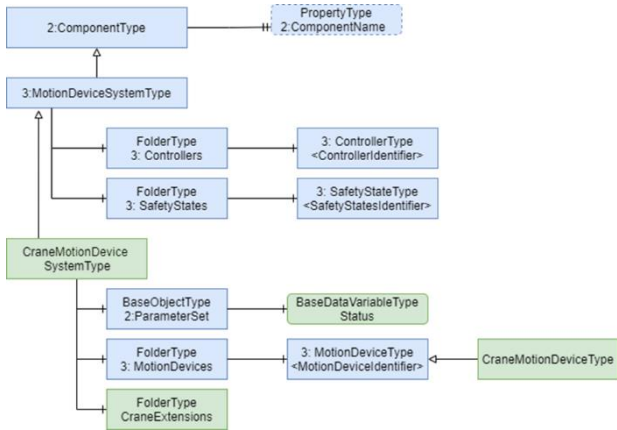 PropertyType
2:ComponentName
2:ComponentType
3:MotionDeviceSystemType
FolderType
3: Controllers
3: ControllerType
<ControllerIdentifier>
FolderType
3: SafetyStates
3: SafetyStateType
<SafetyStatesIdentifier>
CraneMotionDevice
SystemType
BaseObjectType
2:ParameterSet
BaseDataVariableType
Status
FolderType
3: MotionDevices
3: MotionDeviceType
<MotionDeviceIdentifier>
CraneMotionDeviceType
FolderType
CraneExtensions